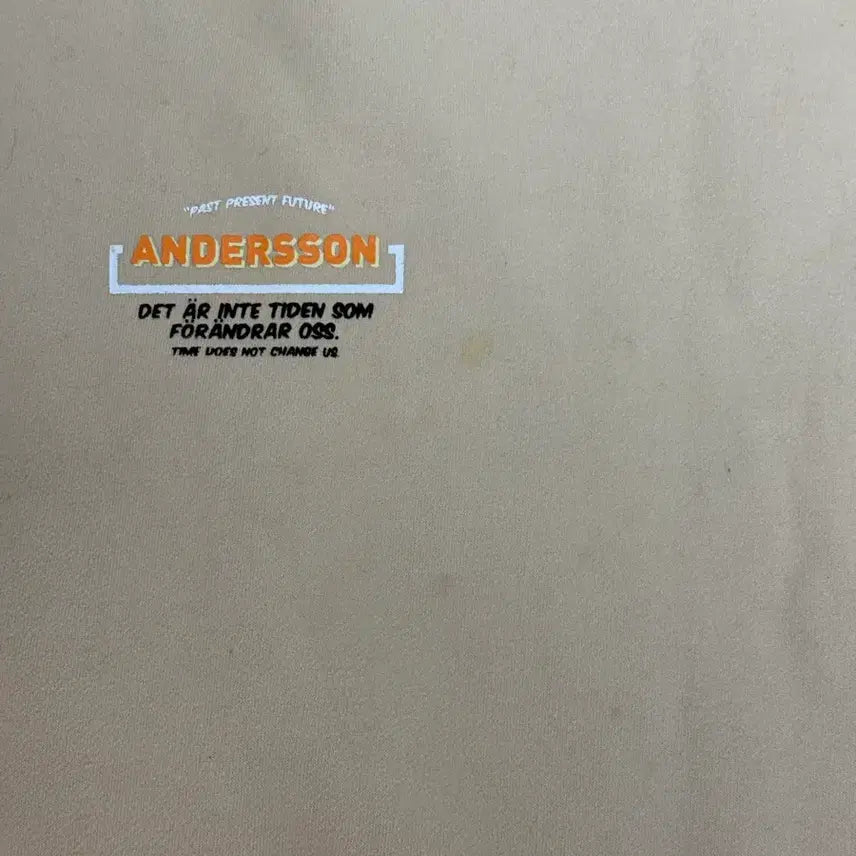 "PAST PRESENT FUTURE"
ANDERSSON
DET ÄR INTE TIDEN SOM
FÖRÄNDRAR OSS.
TIME DOES NOT CHANGE US.